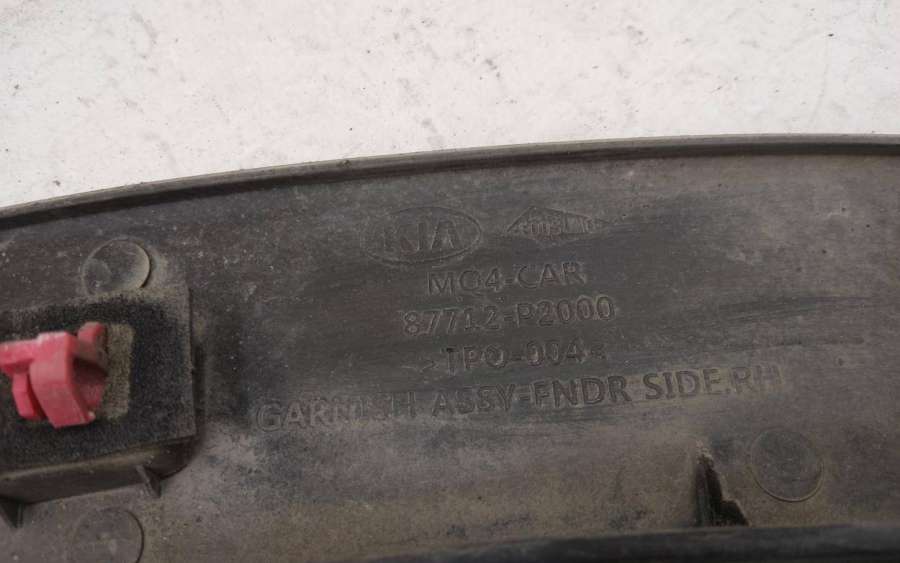 KIA
MQ4-CAR
87712-P2000
>TPO-004<
GARNISH ASSY-FNDR SIDE,RH